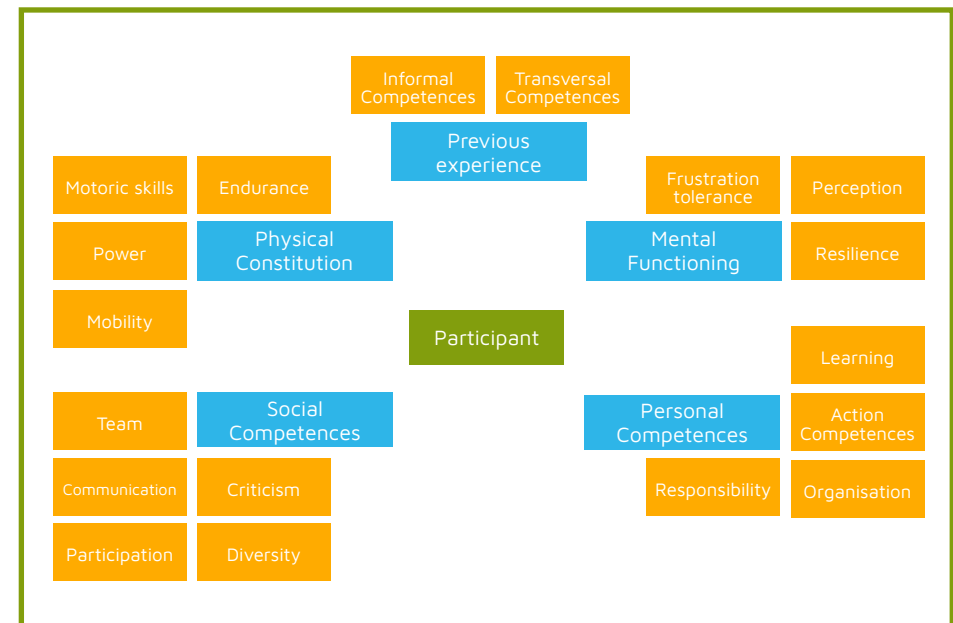 Informal
Competences
Transversal
Competences
Previous
experience
Motoric skills
Endurance
Frustration
tolerance
Perception
Power
Physical
Constitution
Mental
Functioning
Resilience
Mobility
Participant
Learning
Team
Social
Competences
Personal
Competences
Action
Competences
Communication
Criticism
Responsibility
Organisation
Participation
Diversity